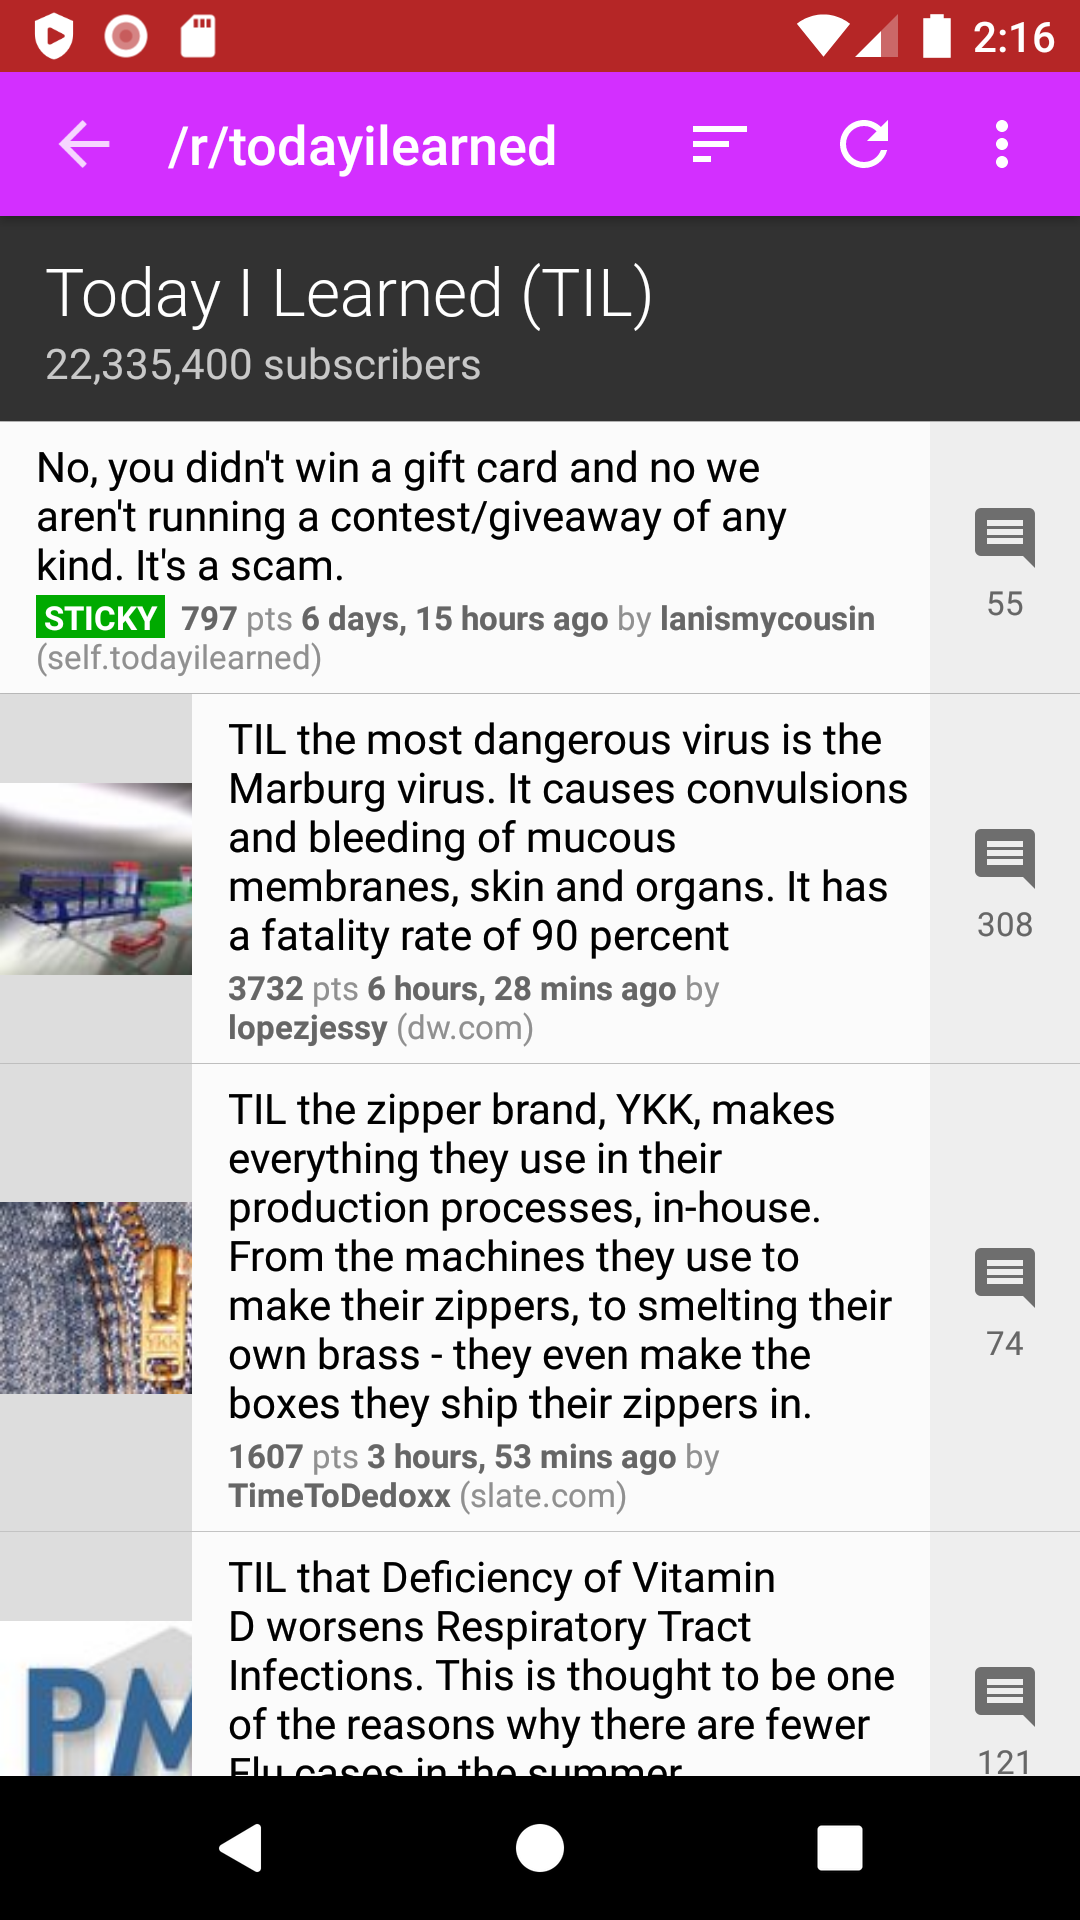 2:16
/r/todayilearned
Today I Learned (TIL)
22,335,400 subscribers
No, you didn't win a gift card and no we
aren't running a contest/giveaway of any
kind. It's a scam.
STICKY 797 pts 6 days, 15 hours ago by lanismycousin
(self.todayilearned)
55
TIL the most dangerous virus is the
Marburg virus. It causes convulsions
and bleeding of mucous
membranes, skin and organs. It has
a fatality rate of 90 percent
3732 pts 6 hours, 28 mins ago by
lopezjessy (dw.com)
308
TIL the zipper brand, YKK, makes
everything they use in their
production processes, in-house.
From the machines they use to
make their zippers, to smelting their
own brass - they even make the
boxes they ship their zippers in.
1607 pts 3 hours, 53 mins ago by
TimeToDedoxx (slate.com)
YKK
74
TIL that Deficiency of Vitamin
D worsens Respiratory Tract
Infections. This is thought to be one
of the reasons why there are fewer
Flu cases in the summer
PM
121